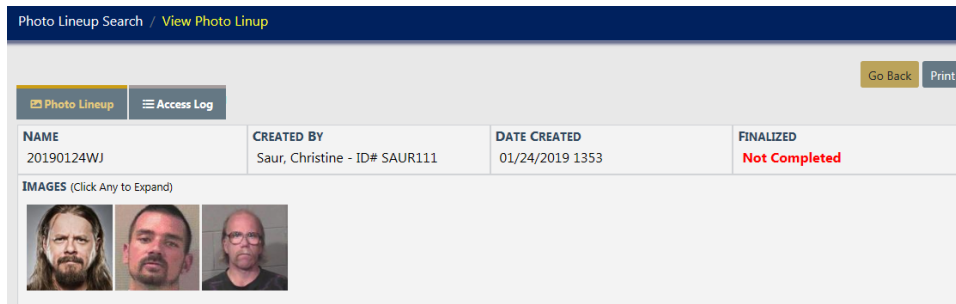 Photo Lineup Search / View Photo Linup
Go Back Print
Photo Lineup Access Log
NAME CREATED BY DATE CREATED FINALIZED
20190124WJ Saur, Christine - ID# SAUR111 01/24/2019 1353 Not Completed
IMAGES (Click Any to Expand)